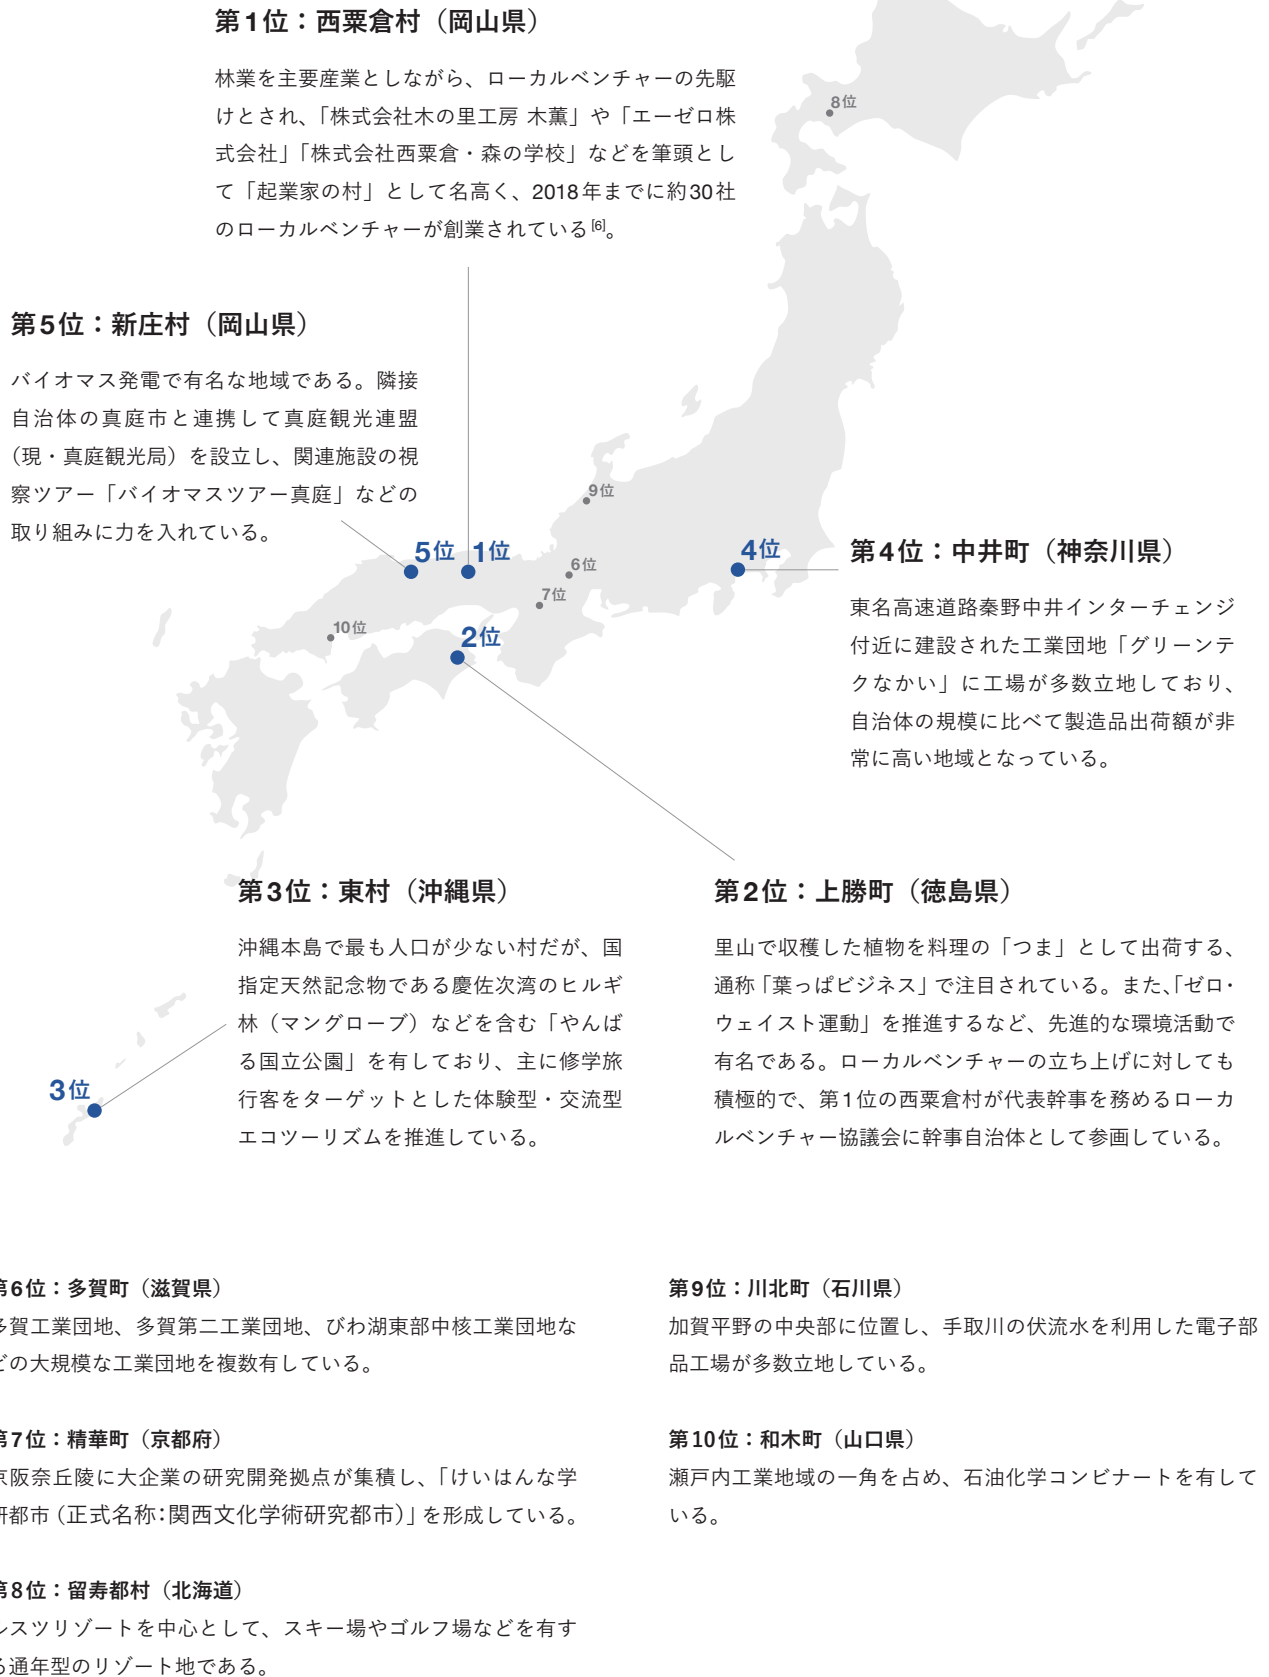 第1位：西粟倉村（岡山県）
林業を主要産業としながら、ローカルベンチャーの先駆
けとされ、「株式会社木の里工房 木薫」や「エーゼロ株
式会社」「株式会社西粟倉・森の学校」などを筆頭とし
て「起業家の村」として名高く、2018年までに約30社
のローカルベンチャーが創業されている[6]。
8位
第5位：新庄村（岡山県）
バイオマス発電で有名な地域である。隣接
自治体の真庭市と連携して真庭観光連盟
（現・真庭観光局）を設立し、関連施設の視
察ツアー「バイオマスツアー真庭」などの
取り組みに力を入れている。
9位
5位 1位
6位
7位
10位
2位
4位
第4位：中井町（神奈川県）
東名高速道路秦野中井インターチェンジ
付近に建設された工業団地「グリーンテ
クなかい」に工場が多数立地しており、
自治体の規模に比べて製造品出荷額が非
常に高い地域となっている。
第3位：東村（沖縄県）
沖縄本島で最も人口が少ない村だが、国
指定天然記念物である慶佐次湾のヒルギ
林（マングローブ）などを含む「やんば
る国立公園」を有しており、主に修学旅
行客をターゲットとした体験型・交流型
エコツーリズムを推進している。
3位
第2位：上勝町（徳島県）
里山で収穫した植物を料理の「つま」として出荷する、
通称「葉っぱビジネス」で注目されている。また、「ゼロ・
ウェイスト運動」を推進するなど、先進的な環境活動で
有名である。ローカルベンチャーの立ち上げに対しても
積極的で、第1位の西粟倉村が代表幹事を務めるローカ
ルベンチャー協議会に幹事自治体として参画している。
第6位：多賀町（滋賀県）
多賀工業団地、多賀第二工業団地、びわ湖東部中核工業団地な
どの大規模な工業団地を複数有している。
第7位：精華町（京都府）
京阪奈丘陵に大企業の研究開発拠点が集積し、「けいはんな学
研都市（正式名称：関西文化学術研究都市）」を形成している。
第8位：留寿都村（北海道）
ルスツリゾートを中心として、スキー場やゴルフ場などを有す
る通年型のリゾート地である。
第9位：川北町（石川県）
加賀平野の中央部に位置し、手取川の伏流水を利用した電子部
品工場が多数立地している。
第10位：和木町（山口県）
瀬戸内工業地域の一角を占め、石油化学コンビナートを有して
いる。